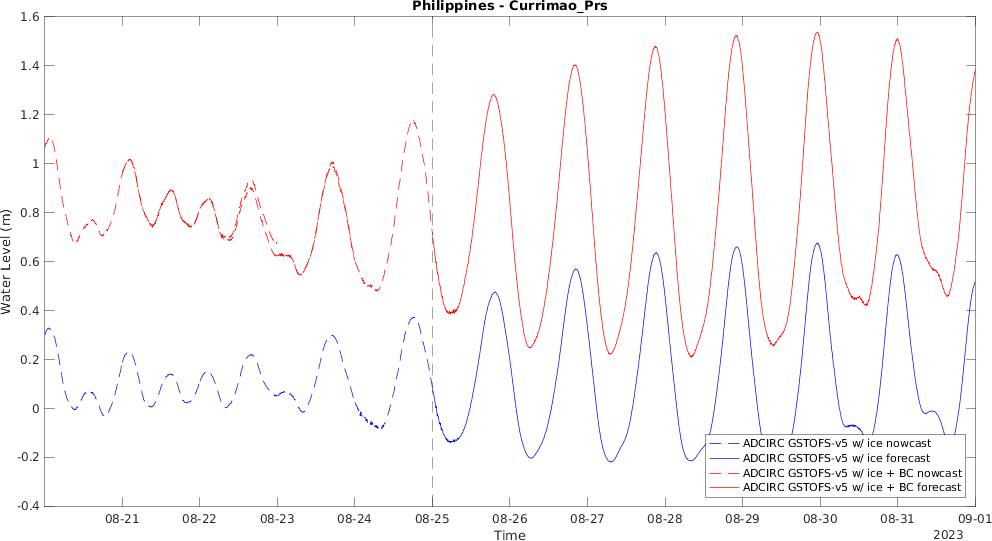 Philippines - Currimao_Prs
Water Level (m)
1.6
1.4
1.2
1
0.8
0.6
0.4
0.2
0
-0.2
-0.4
ADCIRC GSTOFS-v5 w/ ice nowcast
ADCIRC GSTOFS-v5 w/ ice forecast
ADCIRC GSTOFS-v5 w/ ice + BC nowcast
ADCIRC GSTOFS-v5 w/ ice + BC forecast
08-21 08-22 08-23 08-24 08-25 08-26 08-27 08-28 08-29 08-30 08-31 09-01
Time
2023